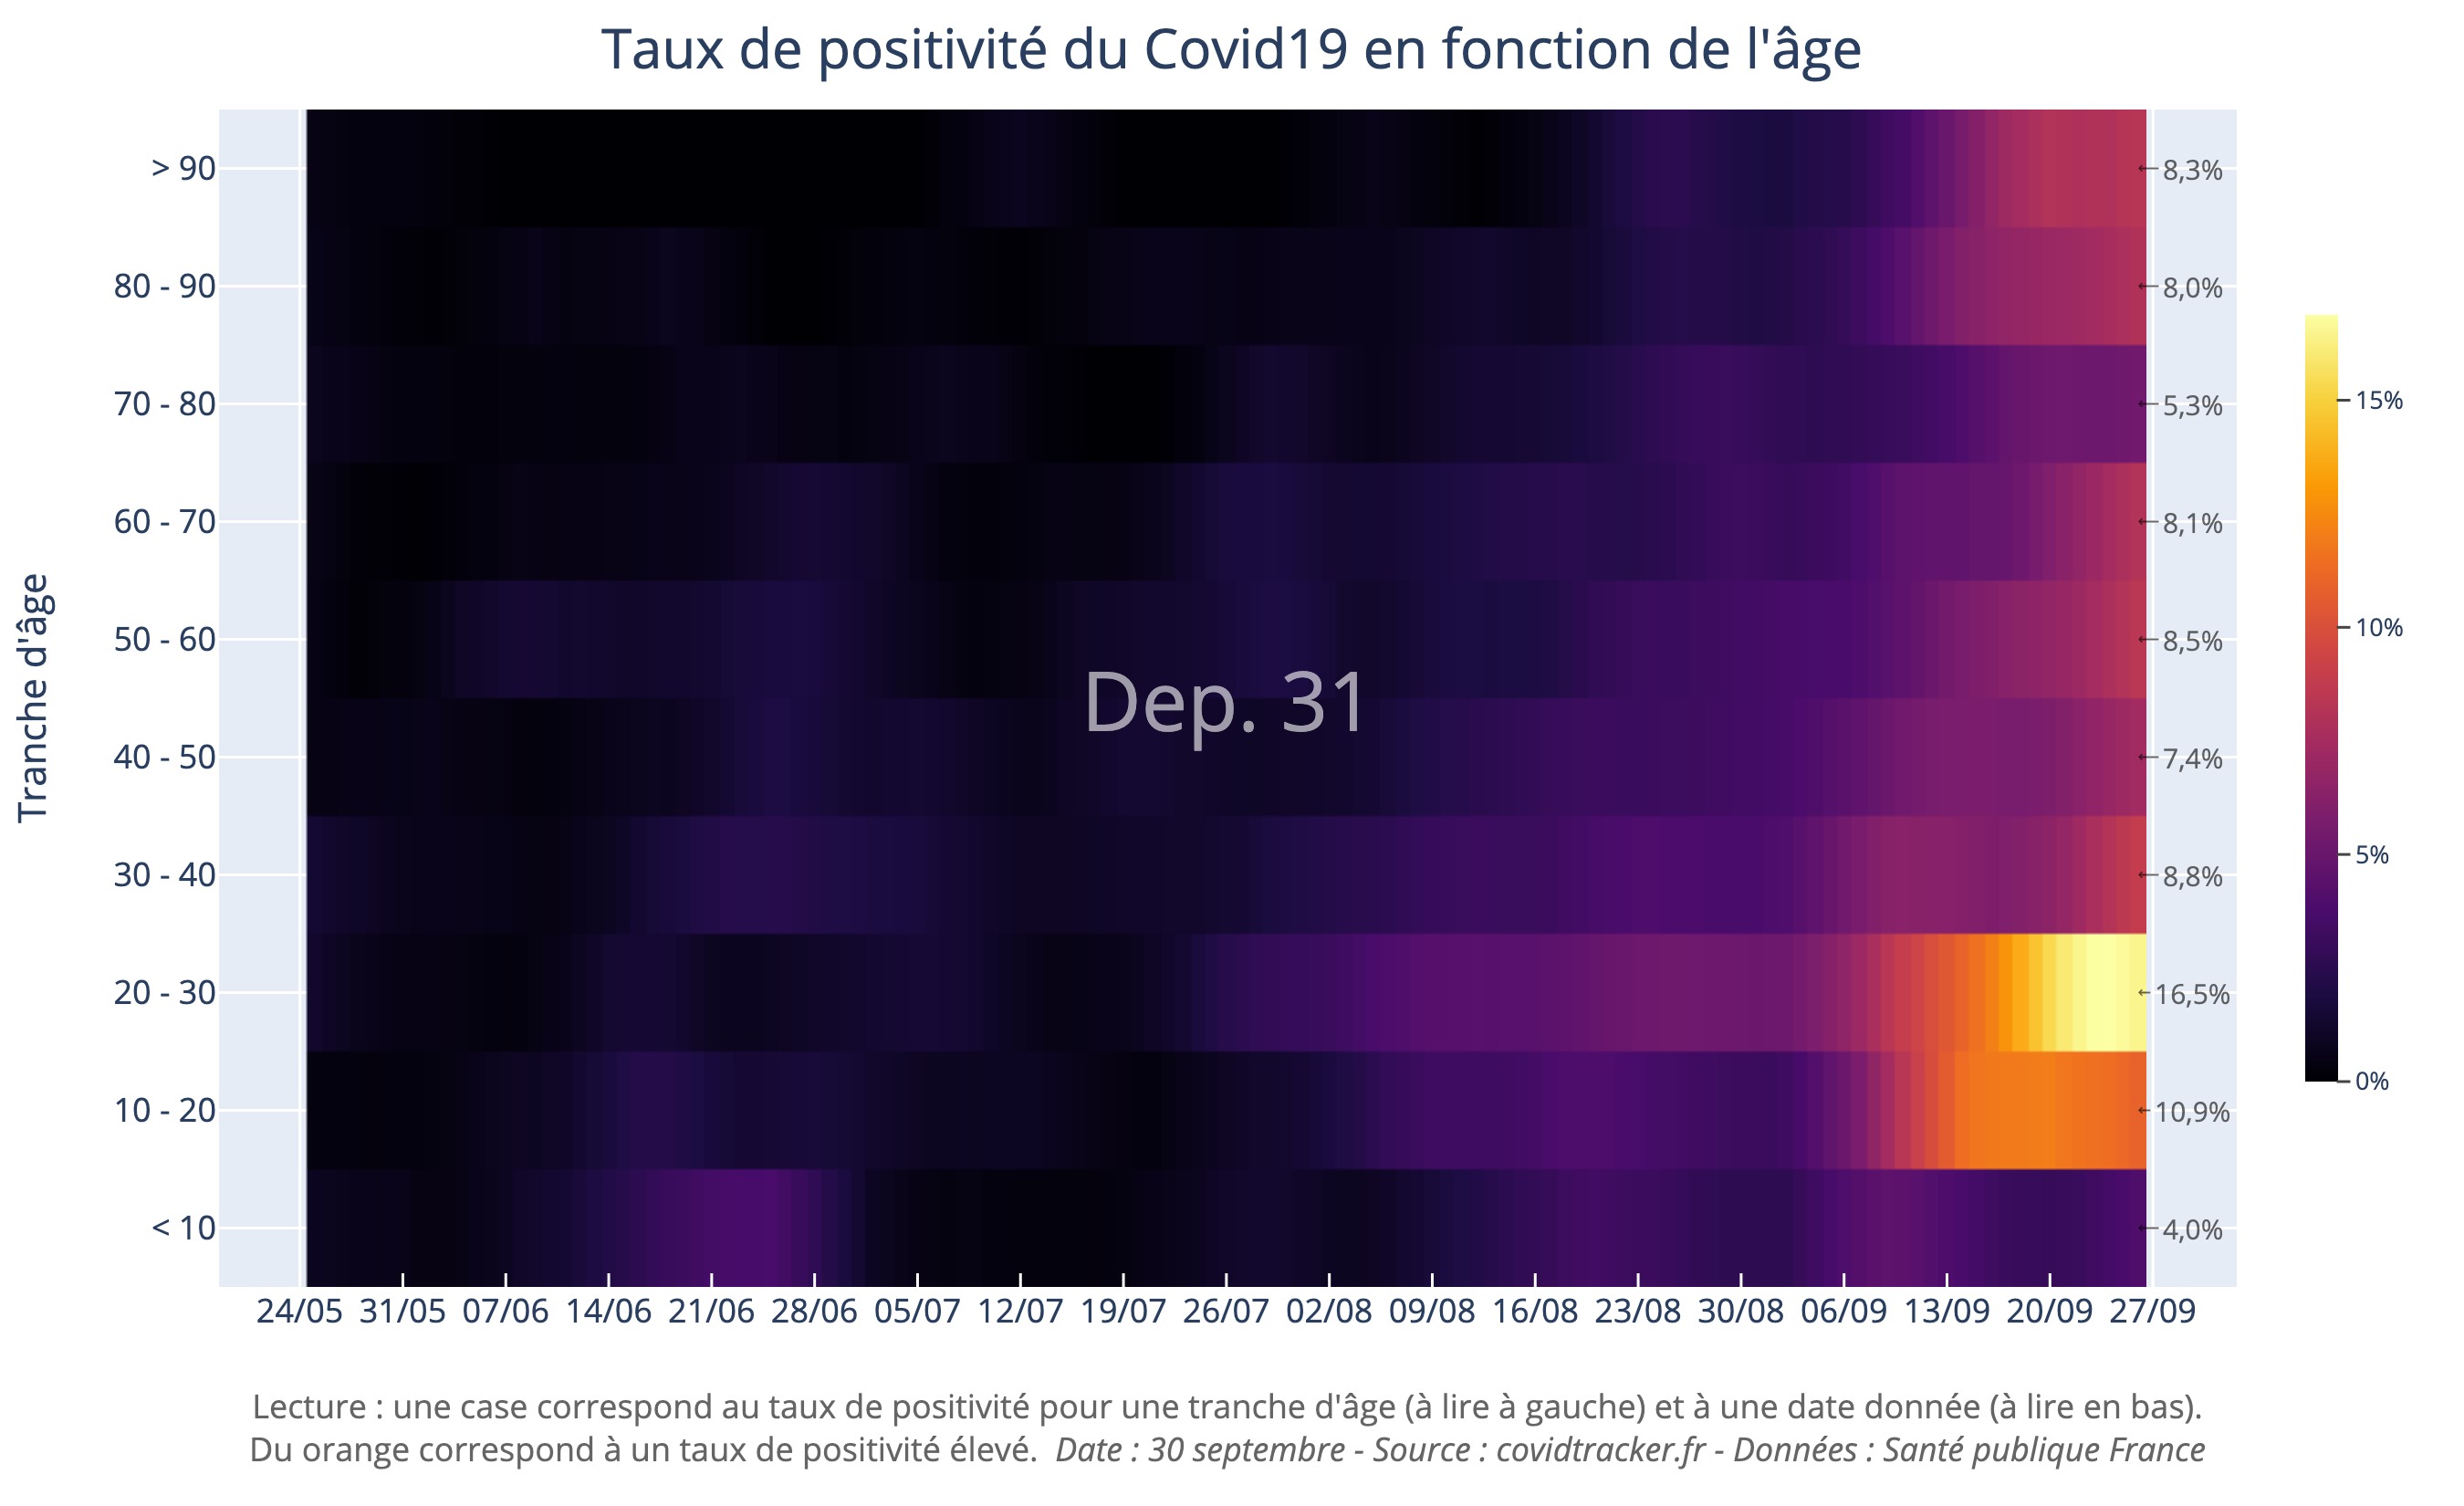 Taux de positivité du Covid19 en fonction de l'âge
Tranche d'âge
> 90
80 - 90
70 - 80
60 - 70
50 - 60
40 - 50
30 - 40
20 - 30
10 - 20
< 10
Dep. 31
8,3%
8,0%
5,3%
8,1%
8,5%
7,4%
8,8%
16,5%
10,9%
4,0%
15%
10%
5%
0%
24/05 31/05 07/06 14/06 21/06 28/06 05/07 12/07 19/07 26/07 02/08 09/08 16/08 23/08 30/08 06/09 13/09 20/09 27/09
Lecture : une case correspond au taux de positivité pour une tranche d'âge (à lire à gauche) et à une date donnée (à lire en bas).
Du orange correspond à un taux de positivité élevé. Date : 30 septembre - Source : covidtracker.fr - Données : Santé publique France